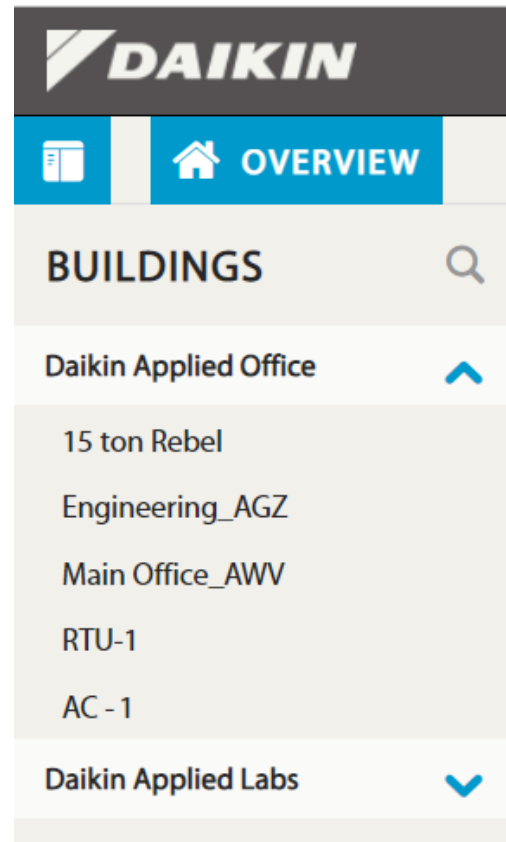 DAIKIN
OVERVIEW
BUILDINGS
Daikin Applied Office
15 ton Rebel
Engineering_AGZ
Main Office_AWV
RTU-1
AC - 1
Daikin Applied Labs